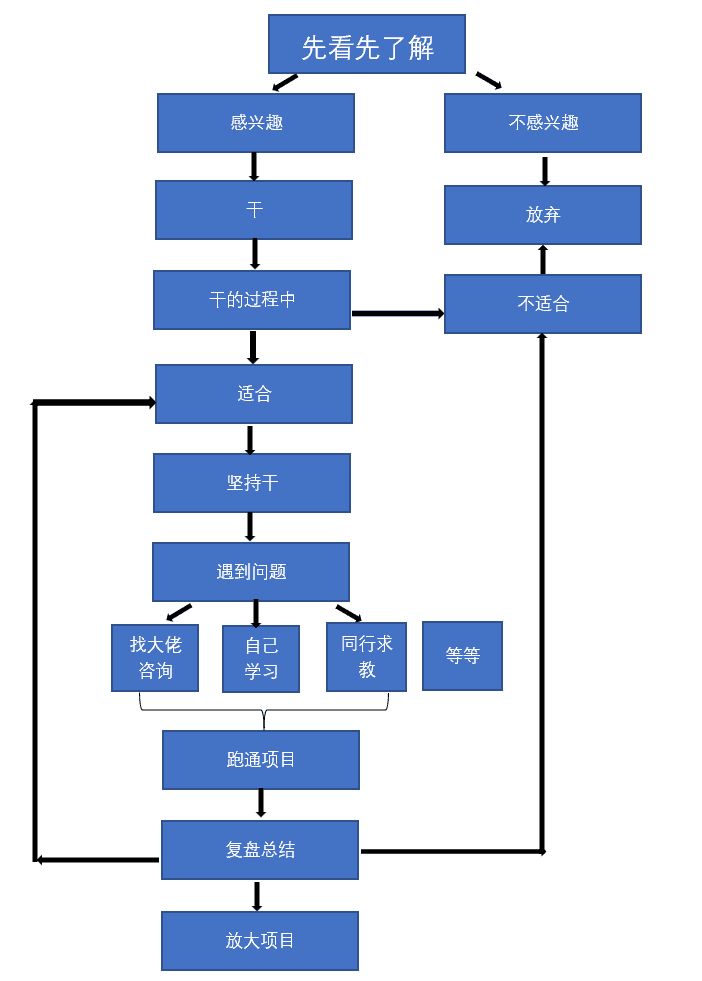 先看先了解
感兴趣
不感兴趣
干
放弃
干的过程中
不适合
适合
坚持干
遇到问题
找大佬
咨询
自己
学习
同行求
教
等等
跑通项目
复盘总结
放大项目